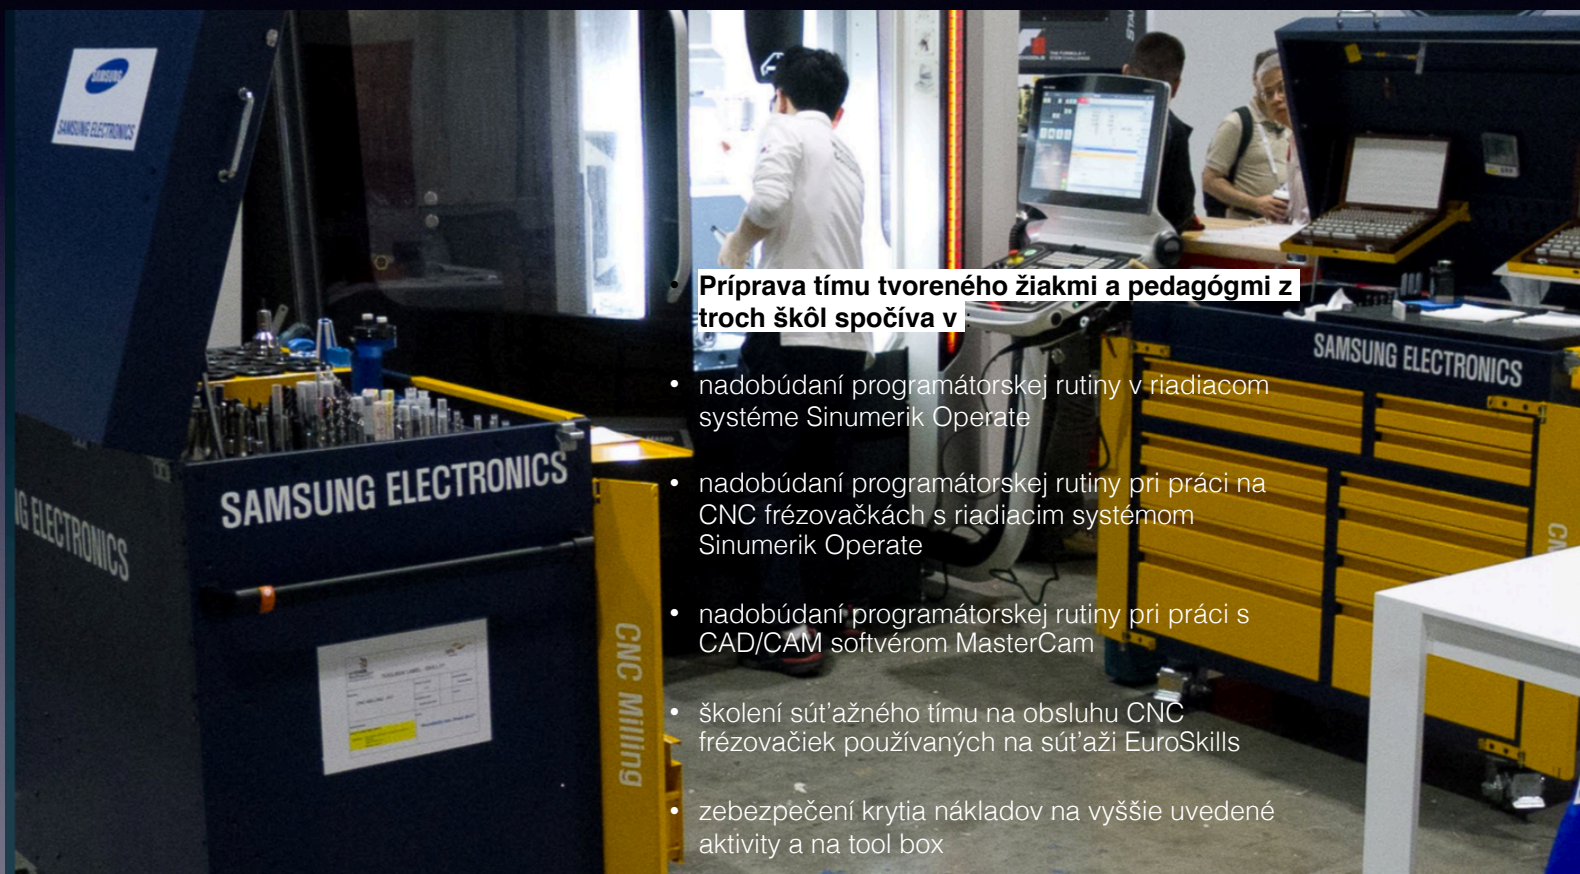 SAMSUNG
SAMSUNG ELECTRONICS
THE FORMULA 1
• Príprava tímu tvoreného žiakmi a pedagógmi z
troch škôl spočíva v :
• nadobúdaní programátorskej rutiny v riadiacom
systéme Sinumerik Operate
• nadobúdaní programátorskej rutiny pri práci na
CNC frézovačkách s riadiacim systémom
Sinumerik Operate
• nadobúdaní programátorskej rutiny pri práci s
CAD/CAM softvérom MasterCam
• školení súťažného tímu na obsluhu CNC
frézovačiek používaných na súťaži EuroSkills
• zebezpečení krytia nákladov na vyššie uvedené
aktivity a na tool box
SAMSUNG ELECTRONICS
SAMSUNG ELECTRONICS
ELECTRONICS
CNC Milling